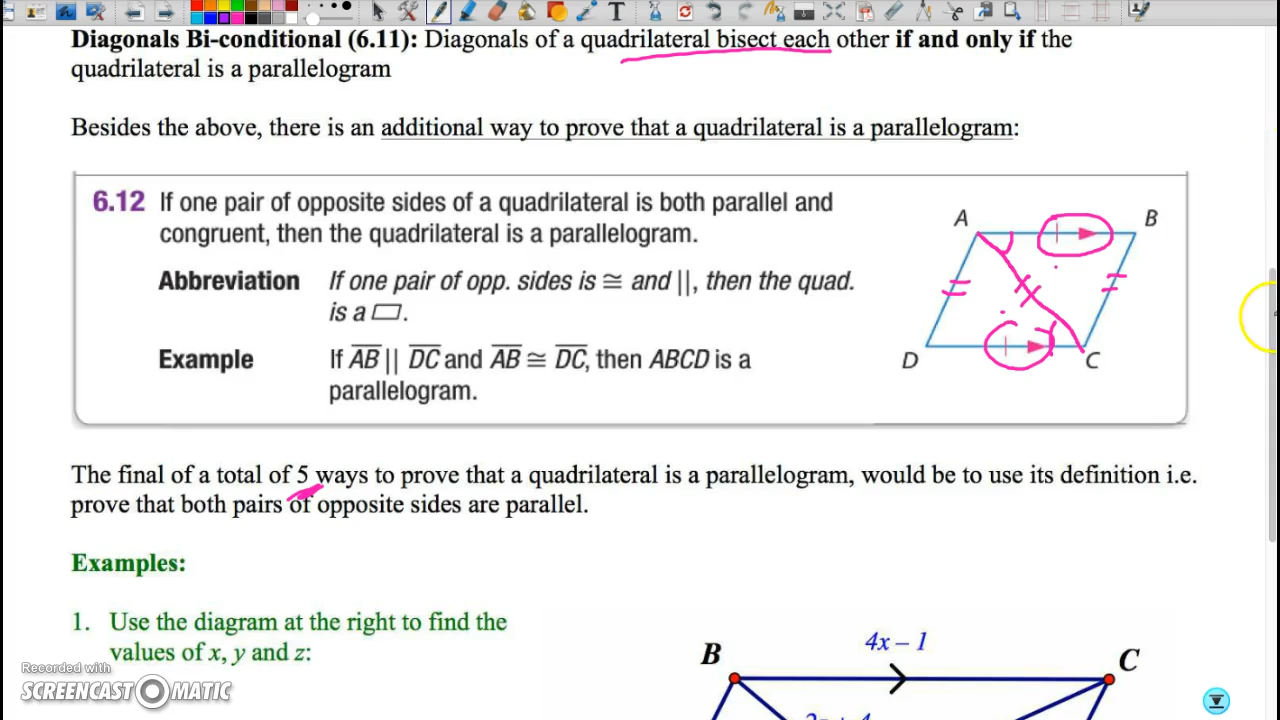 Diagonals Bi-conditional (6.11): Diagonals of a quadrilateral bisect each other if and only if the
quadrilateral is a parallelogram
Besides the above, there is an additional way to prove that a quadrilateral is a parallelogram:
6.12 If one pair of opposite sides of a quadrilateral is both parallel and
congruent, then the quadrilateral is a parallelogram.
Abbreviation If one pair of opp. sides is ≅ and ||, then the quad.
is a ▱.
Example If A̅B̅ || D̅C̅ and A̅B̅ ≅ D̅C̅, then ABCD is a
parallelogram.
A
B
D
C
The final of a total of 5 ways to prove that a quadrilateral is a parallelogram, would be to use its definition i.e.
prove that both pairs of opposite sides are parallel.
Examples:
1. Use the diagram at the right to find the
values of x, y and z:
4x – 1
B
C
Recorded with
SCREENCAST O MATIC